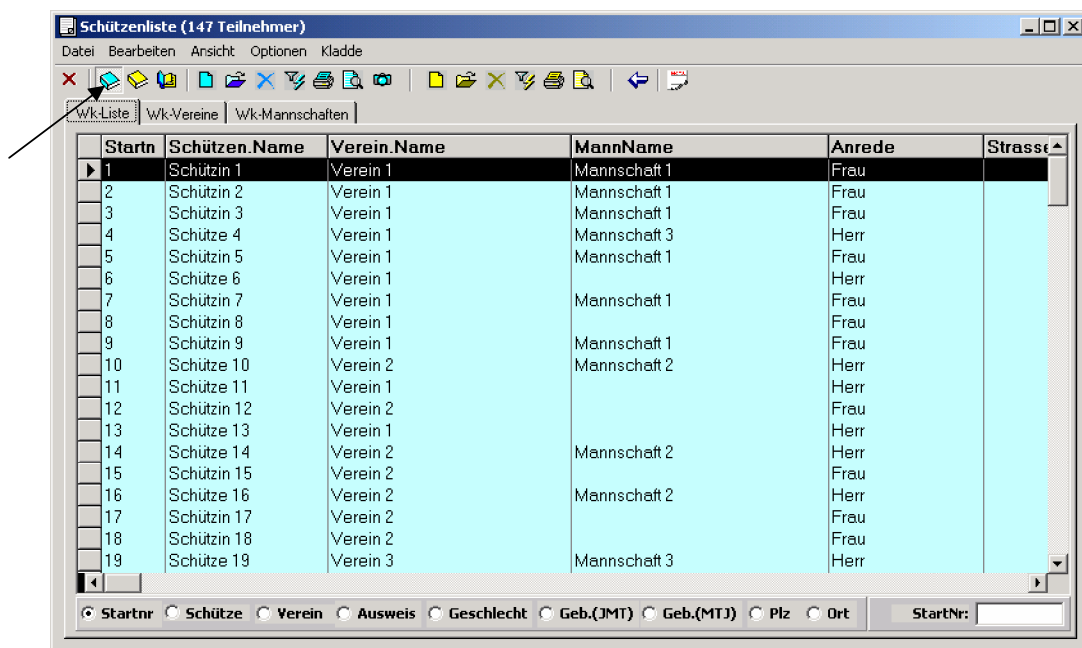 Schützenliste (147 Teilnehmer)
Datei Bearbeiten Ansicht Optionen Kladde
Wk-Liste Wk-Vereine Wk-Mannschaften
Startn Schützen.Name Verein.Name MannName Anrede Strasse
1 Schützin 1 Verein 1 Mannschaft 1 Frau
2 Schützin 2 Verein 1 Mannschaft 1 Frau
3 Schützin 3 Verein 1 Mannschaft 1 Frau
4 Schütze 4 Verein 1 Mannschaft 3 Herr
5 Schützin 5 Verein 1 Mannschaft 1 Frau
6 Schütze 6 Verein 1 Herr
7 Schützin 7 Verein 1 Mannschaft 1 Frau
8 Schützin 8 Verein 1 Frau
9 Schützin 9 Verein 1 Mannschaft 1 Frau
10 Schütze 10 Verein 2 Mannschaft 2 Herr
11 Schütze 11 Verein 1 Herr
12 Schützin 12 Verein 2 Frau
13 Schütze 13 Verein 1 Herr
14 Schütze 14 Verein 2 Mannschaft 2 Herr
15 Schützin 15 Verein 2 Frau
16 Schütze 16 Verein 2 Mannschaft 2 Herr
17 Schützin 17 Verein 2 Frau
18 Schützin 18 Verein 2 Frau
19 Schütze 19 Verein 3 Mannschaft 3 Herr
Startnr Schütze Verein Ausweis Geschlecht Geb.(JMT) Geb.(MTJ) Plz Ort StartNr: